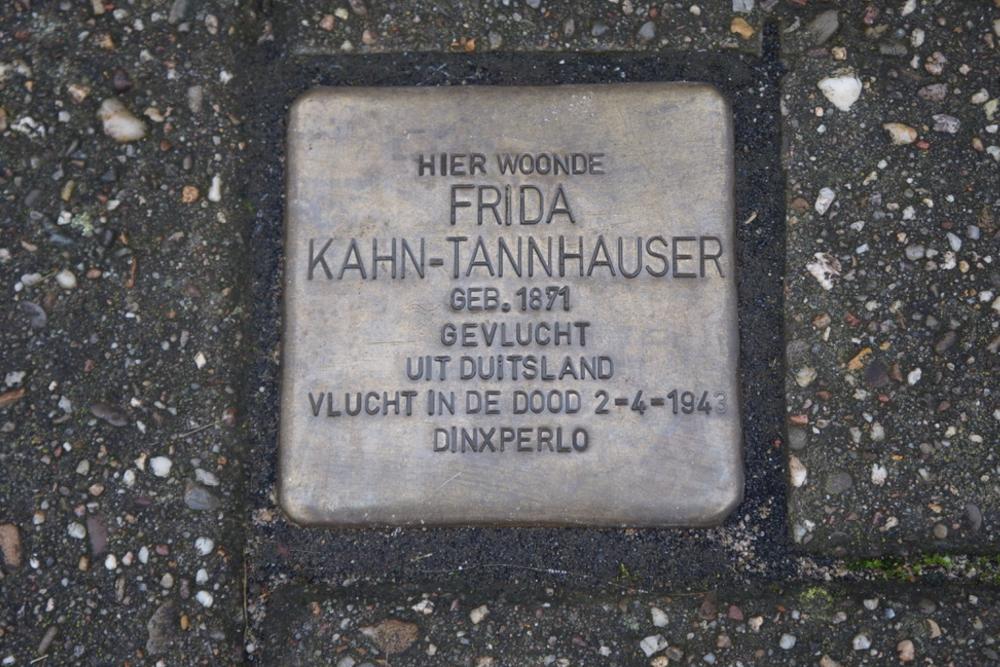 HIER WOONDE
FRIDA
KAHN-TANNHAUSER
GEB. 1871
GEVLUCHT
UIT DUITSLAND
VLUCHT IN DE DOOD 2-4-1943
DINXPERLO